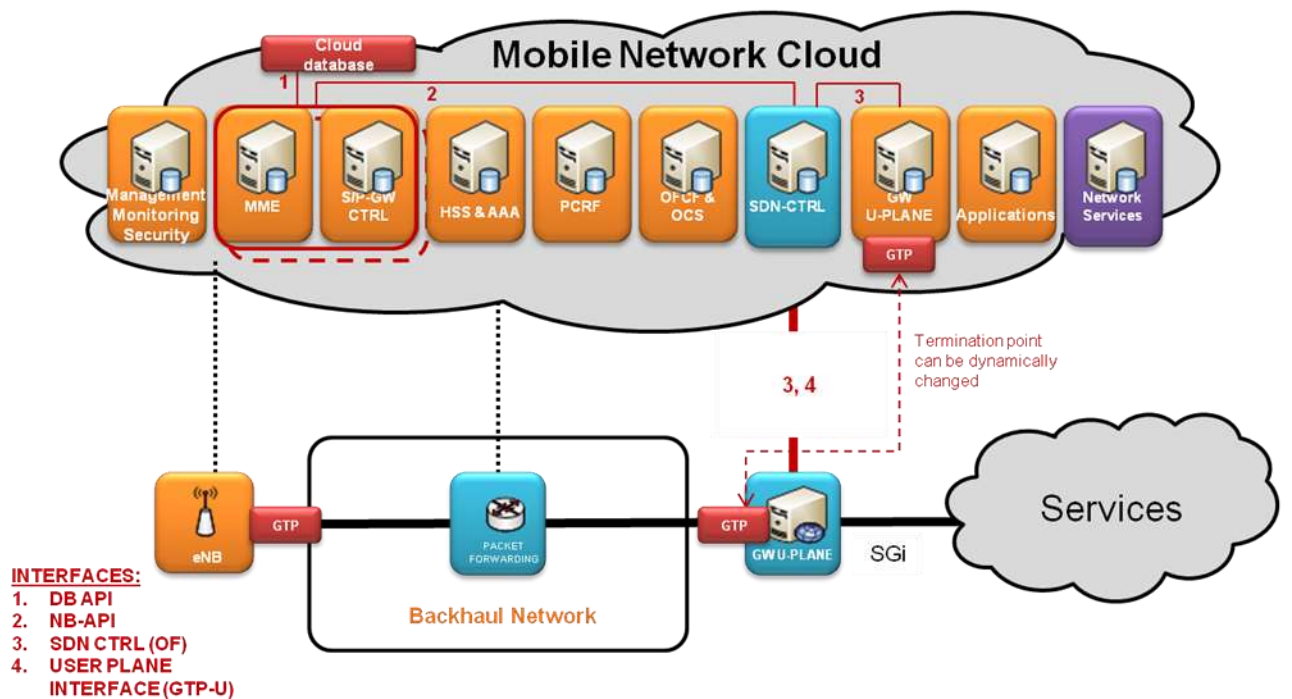 Mobile Network Cloud
Cloud
database
1
2
3
Management
Monitoring
Security
MME
S/P-GW
CTRL
HSS & AAA
PCRF
OFCF &
OCS
SDN-CTRL
GW
U-PLANE
Applications
Network
Services
GTP
Termination point
can be dynamically
changed
3, 4
eNB
GTP
PACKET
FORWARDING
GTP
GW U-PLANE
SGi
Services
Backhaul Network
INTERFACES:
1. DB API
2. NB-API
3. SDN CTRL (OF)
4. USER PLANE
INTERFACE (GTP-U)